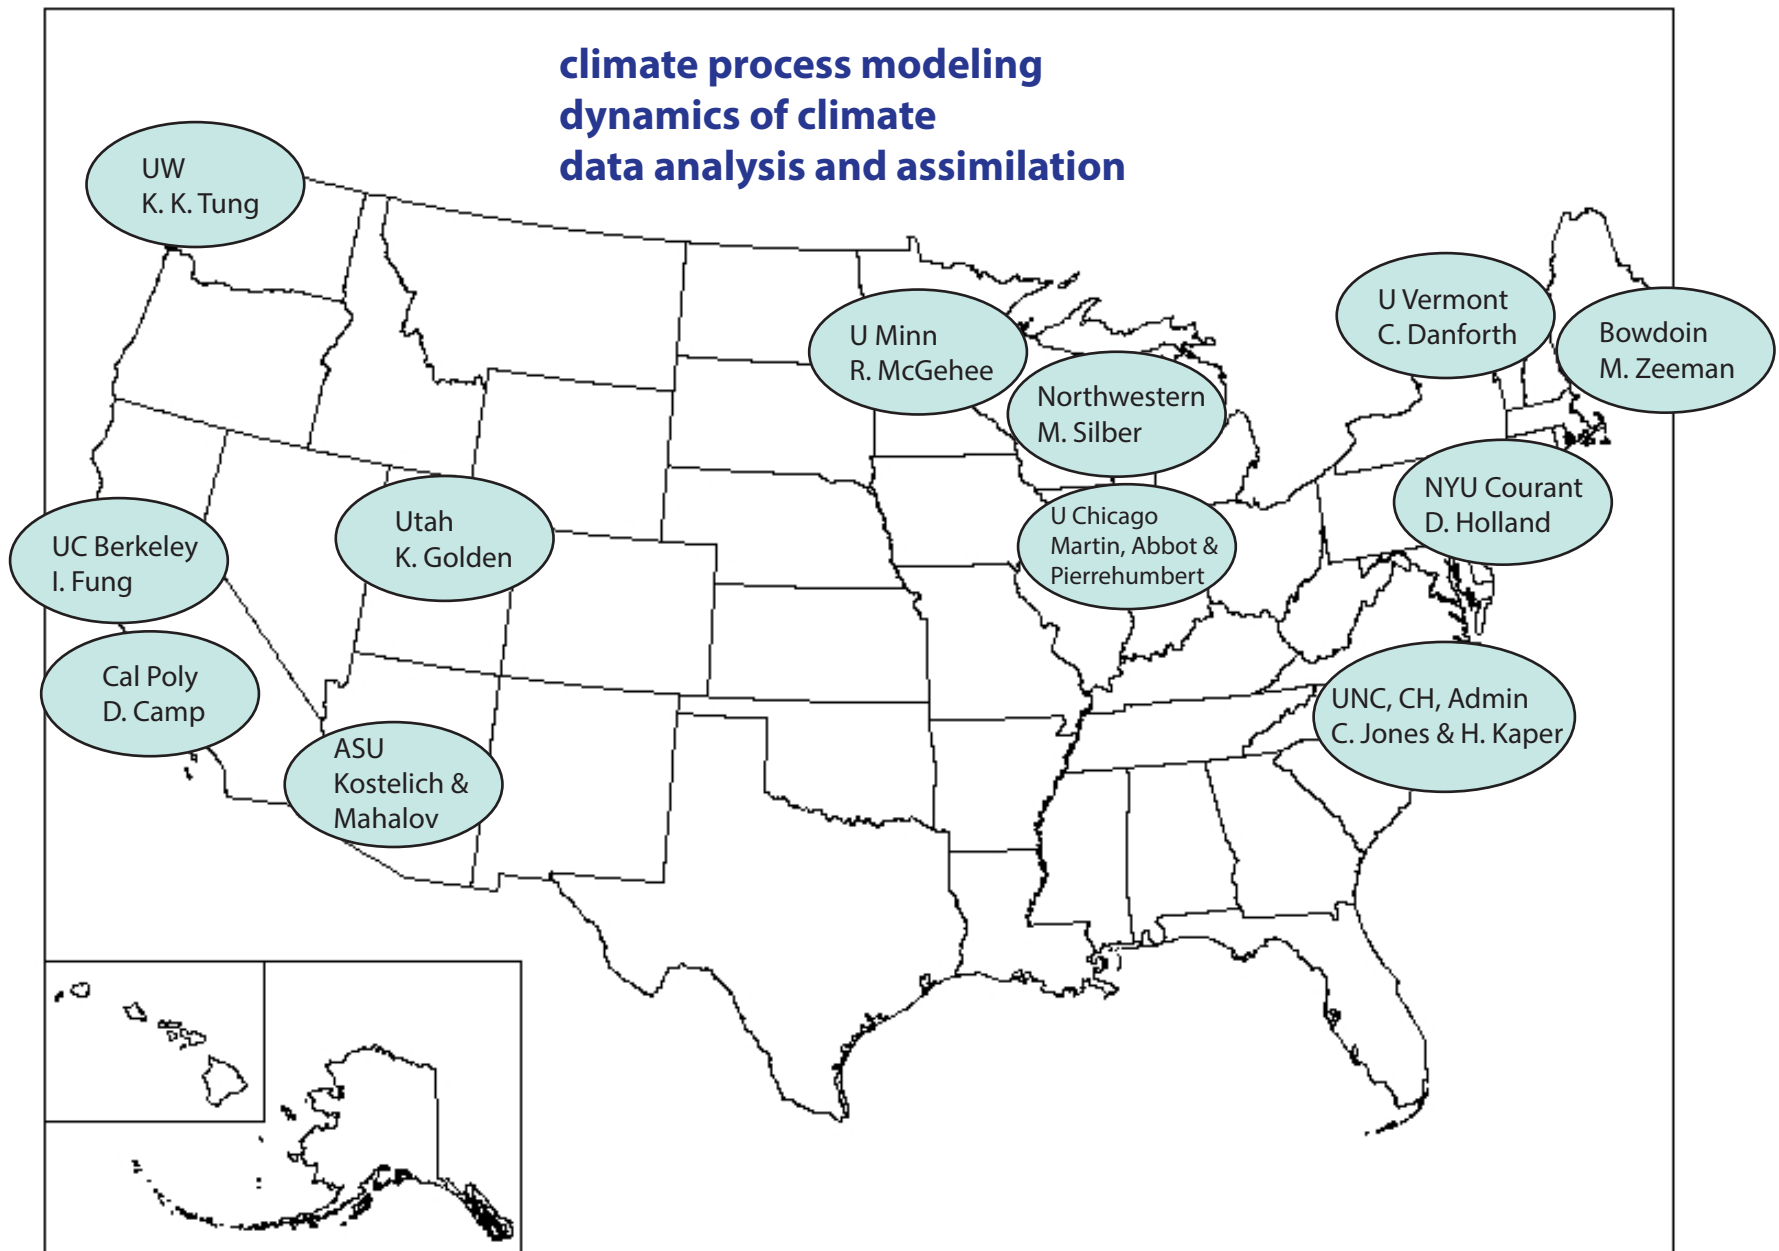 climate process modeling
dynamics of climate
data analysis and assimilation
UW
K. K. Tung
U Minn
R. McGehee
Northwestern
M. Silber
U Vermont
C. Danforth
Bowdoin
M. Zeeman
UC Berkeley
I. Fung
Utah
K. Golden
U Chicago
Martin, Abbot &
Pierrehumbert
NYU Courant
D. Holland
Cal Poly
D. Camp
ASU
Kostelich &
Mahalov
UNC, CH, Admin
C. Jones & H. Kaper